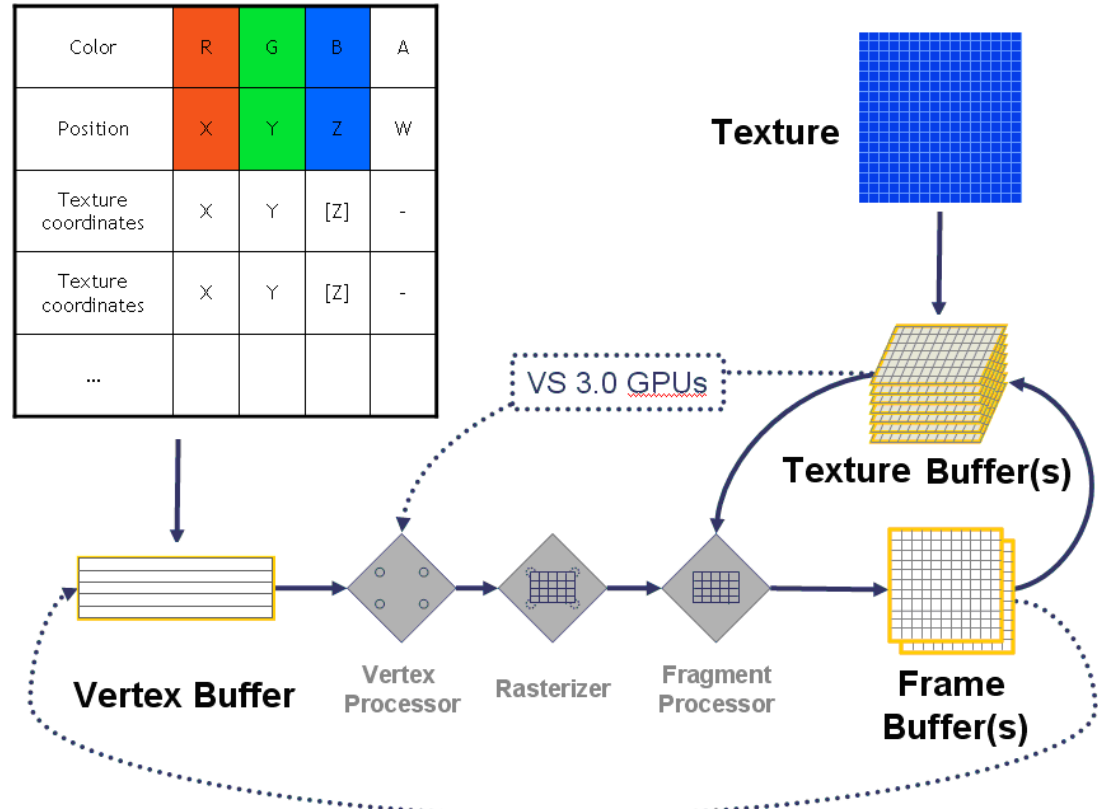 Color R G B A
Position X Y Z W
Texture
coordinates X Y [Z] -
Texture
coordinates X Y [Z] -
...
Texture
VS 3.0 GPUs
Texture Buffer(s)
Vertex Buffer
Vertex
Processor
Rasterizer
Fragment
Processor
Frame
Buffer(s)